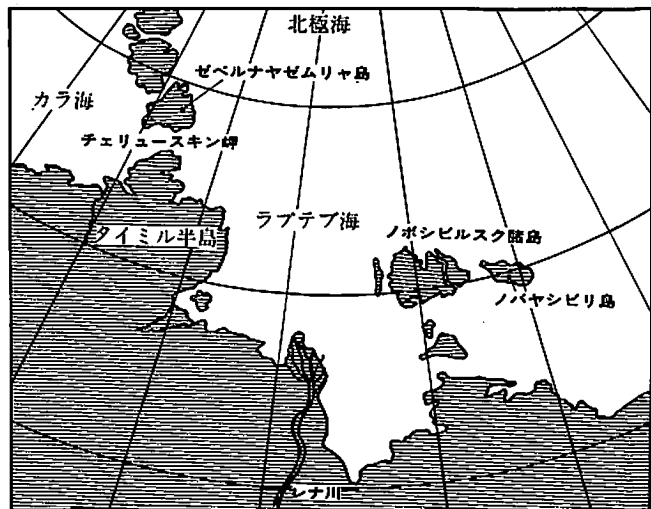 北極海
ゼベルナヤゼムリャ島
カラ海
チェリュースキン岬
タイミル半島
ラプテブ海
ノボシビルスク諸島
ノバヤシビリ島
レナ川